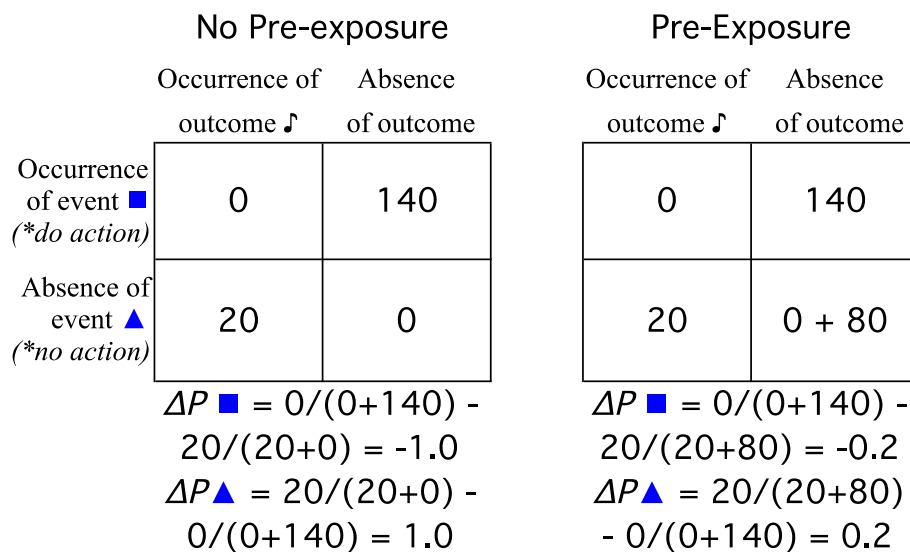 No Pre-exposure
Pre-Exposure
Occurrence of
outcome ♪
Absence
of outcome
Occurrence of
outcome ♪
Absence
of outcome
Occurrence
of event ■
(*do action)
0
140
0
140
Absence of
event ▲
(*no action)
20
0
20
0 + 80
ΔP ■ = 0/(0+140) -
20/(20+0) = -1.0
ΔP ▲ = 20/(20+0) -
0/(0+140) = 1.0
ΔP ■ = 0/(0+140) -
20/(20+80) = -0.2
ΔP ▲ = 20/(20+80)
- 0/(0+140) = 0.2